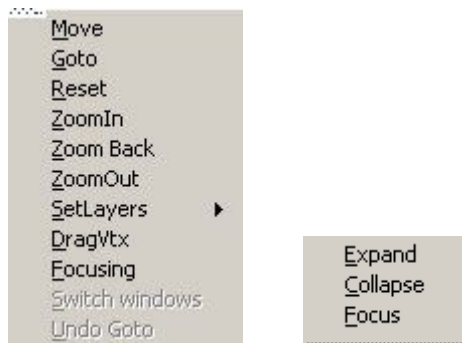 Move
Goto
Reset
ZoomIn
Zoom Back
ZoomOut
SetLayers
DragVtx
Focusing
Switch windows
Undo Goto
Expand
Collapse
Focus